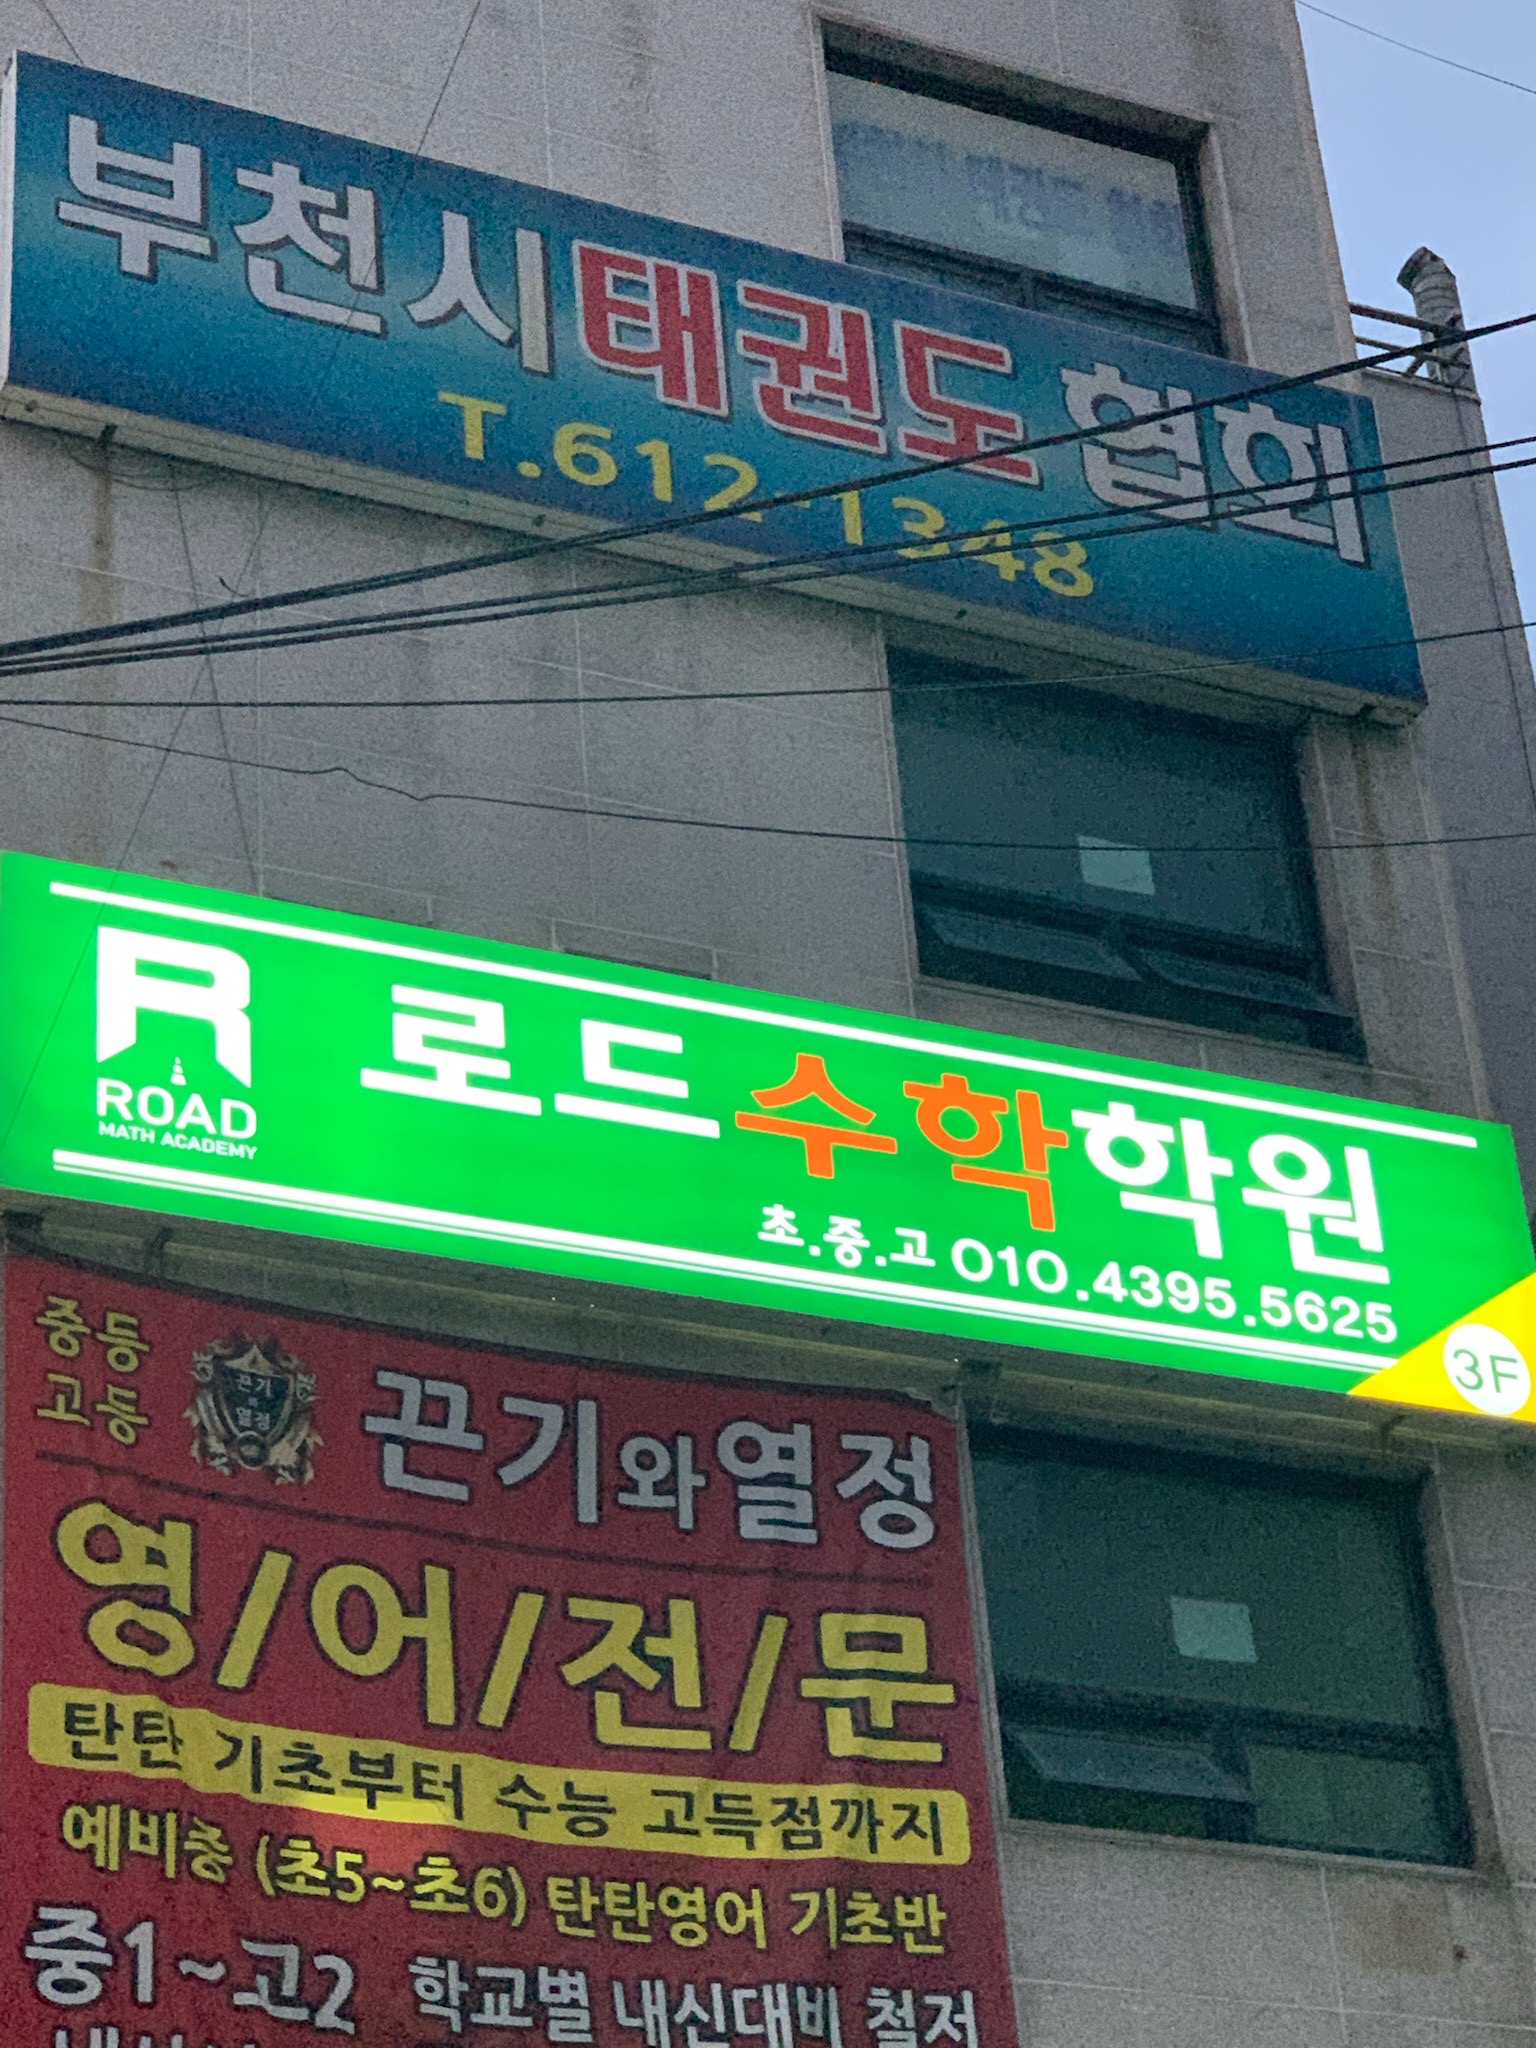 부천시태권도협회
T.612-1348
R
ROAD
MATH ACADEMY
로드수학학원
초.중.고 010.4395.5625
3F
중등
고등
끈기
열정
끈기와열정
영/어/전/문
탄탄 기초부터 수능 고득점까지
예비중 (초5~초6) 탄탄영어 기초반
중1~고2 학교별 내신대비 철저